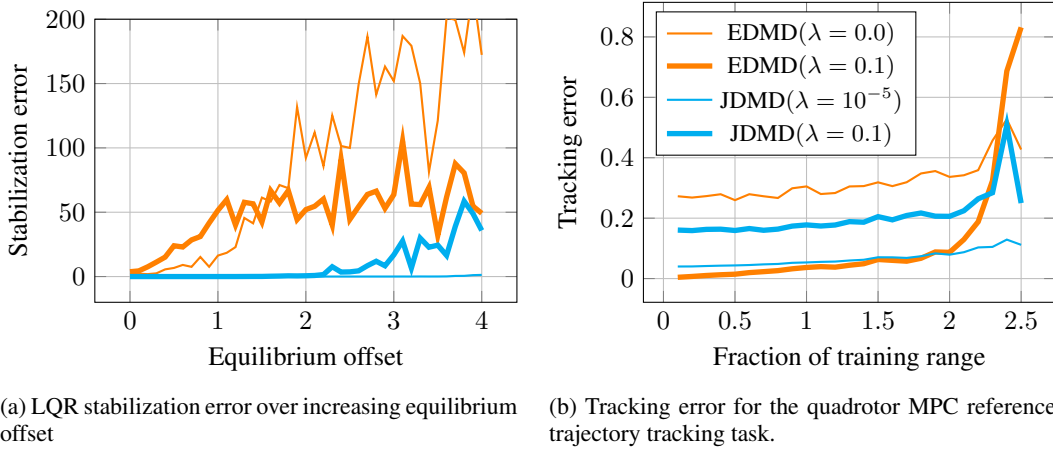 200
150
100
50
0
0
1
2
3
4
Stabilization error
Equilibrium offset
0.8
0.6
0.4
0.2
0
0
0.5
1
1.5
2
2.5
Tracking error
Fraction of training range
EDMD(λ = 0.0)
EDMD(λ = 0.1)
JDMD(λ = 10⁻⁵)
JDMD(λ = 0.1)
(a) LQR stabilization error over increasing equilibrium
offset
(b) Tracking error for the quadrotor MPC reference
trajectory tracking task.